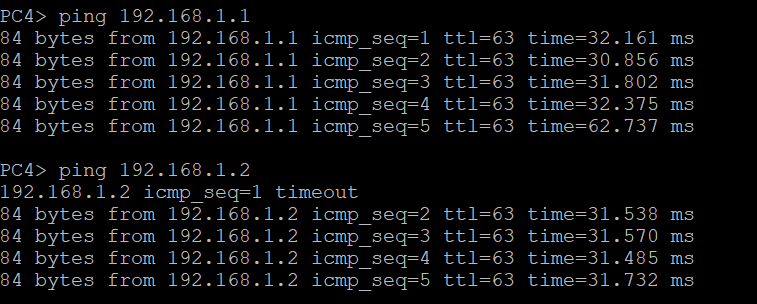 PC4> ping 192.168.1.1
84 bytes from 192.168.1.1 icmp_seq=1 ttl=63 time=32.161 ms
84 bytes from 192.168.1.1 icmp_seq=2 ttl=63 time=30.856 ms
84 bytes from 192.168.1.1 icmp_seq=3 ttl=63 time=31.802 ms
84 bytes from 192.168.1.1 icmp_seq=4 ttl=63 time=32.375 ms
84 bytes from 192.168.1.1 icmp_seq=5 ttl=63 time=62.737 ms
PC4> ping 192.168.1.2
192.168.1.2 icmp_seq=1 timeout
84 bytes from 192.168.1.2 icmp_seq=2 ttl=63 time=31.538 ms
84 bytes from 192.168.1.2 icmp_seq=3 ttl=63 time=31.570 ms
84 bytes from 192.168.1.2 icmp_seq=4 ttl=63 time=31.485 ms
84 bytes from 192.168.1.2 icmp_seq=5 ttl=63 time=31.732 ms